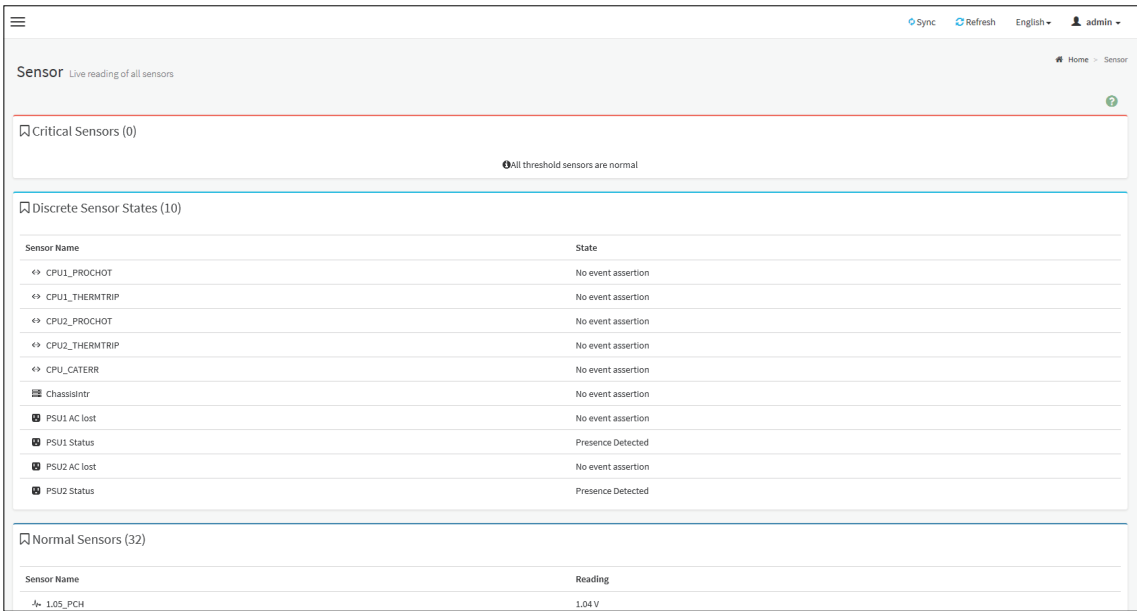 Sync Refresh English admin
Sensor Live reading of all sensors
Home > Sensor
?
Critical Sensors (0)
All threshold sensors are normal
Discrete Sensor States (10)
Sensor Name State
CPU1_PROCHOT No event assertion
CPU1_THERMTRIP No event assertion
CPU2_PROCHOT No event assertion
CPU2_THERMTRIP No event assertion
CPU_CATERR No event assertion
ChassisIntr No event assertion
PSU1 AC lost No event assertion
PSU1 Status Presence Detected
PSU2 AC lost No event assertion
PSU2 Status Presence Detected
Normal Sensors (32)
Sensor Name Reading
1.05_PCH 1.04 V